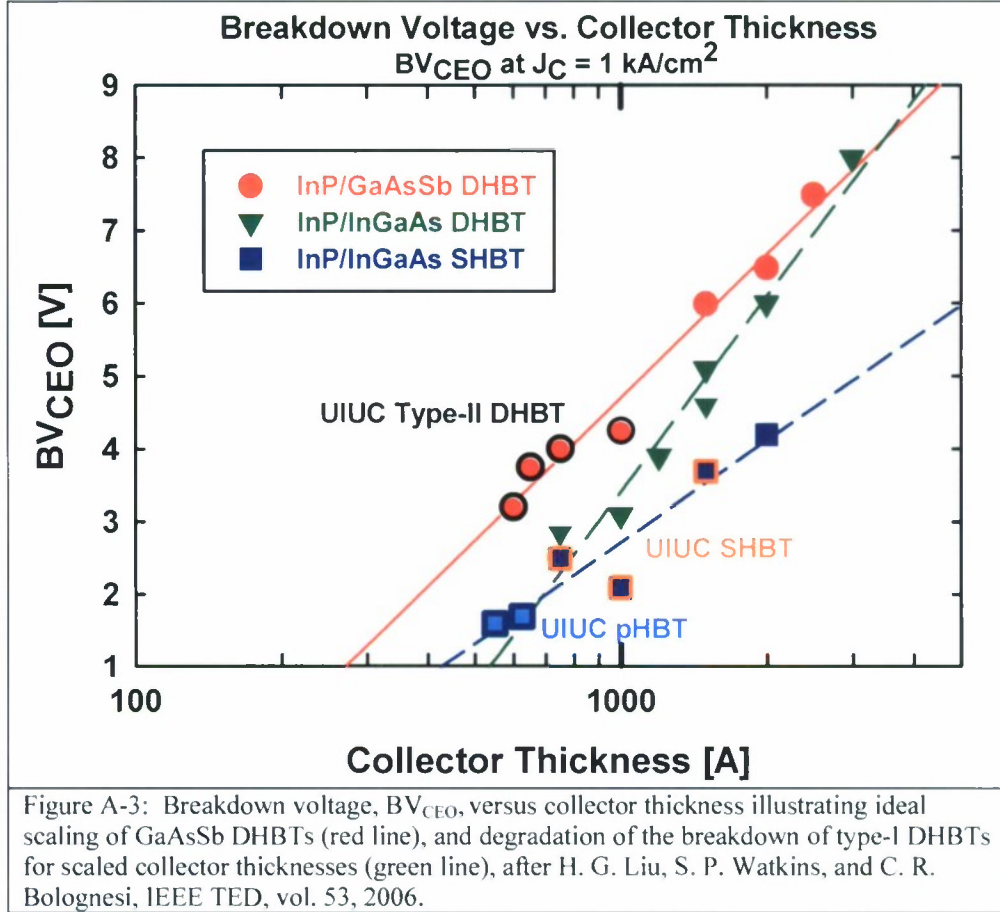 Breakdown Voltage vs. Collector Thickness
BVCEO at JC = 1 kA/cm²
9
8
7
6
5
4
3
2
1
BVCEO [V]
InP/GaAsSb DHBT
InP/InGaAs DHBT
InP/InGaAs SHBT
UIUC Type-II DHBT
UIUC SHBT
UIUC pHBT
100
1000
Collector Thickness [A]
Figure A-3: Breakdown voltage, BVCEO, versus collector thickness illustrating ideal
scaling of GaAsSb DHBTs (red line), and degradation of the breakdown of type-I DHBTs
for scaled collector thicknesses (green line), after H. G. Liu, S. P. Watkins, and C. R.
Bolognesi, IEEE TED, vol. 53, 2006.